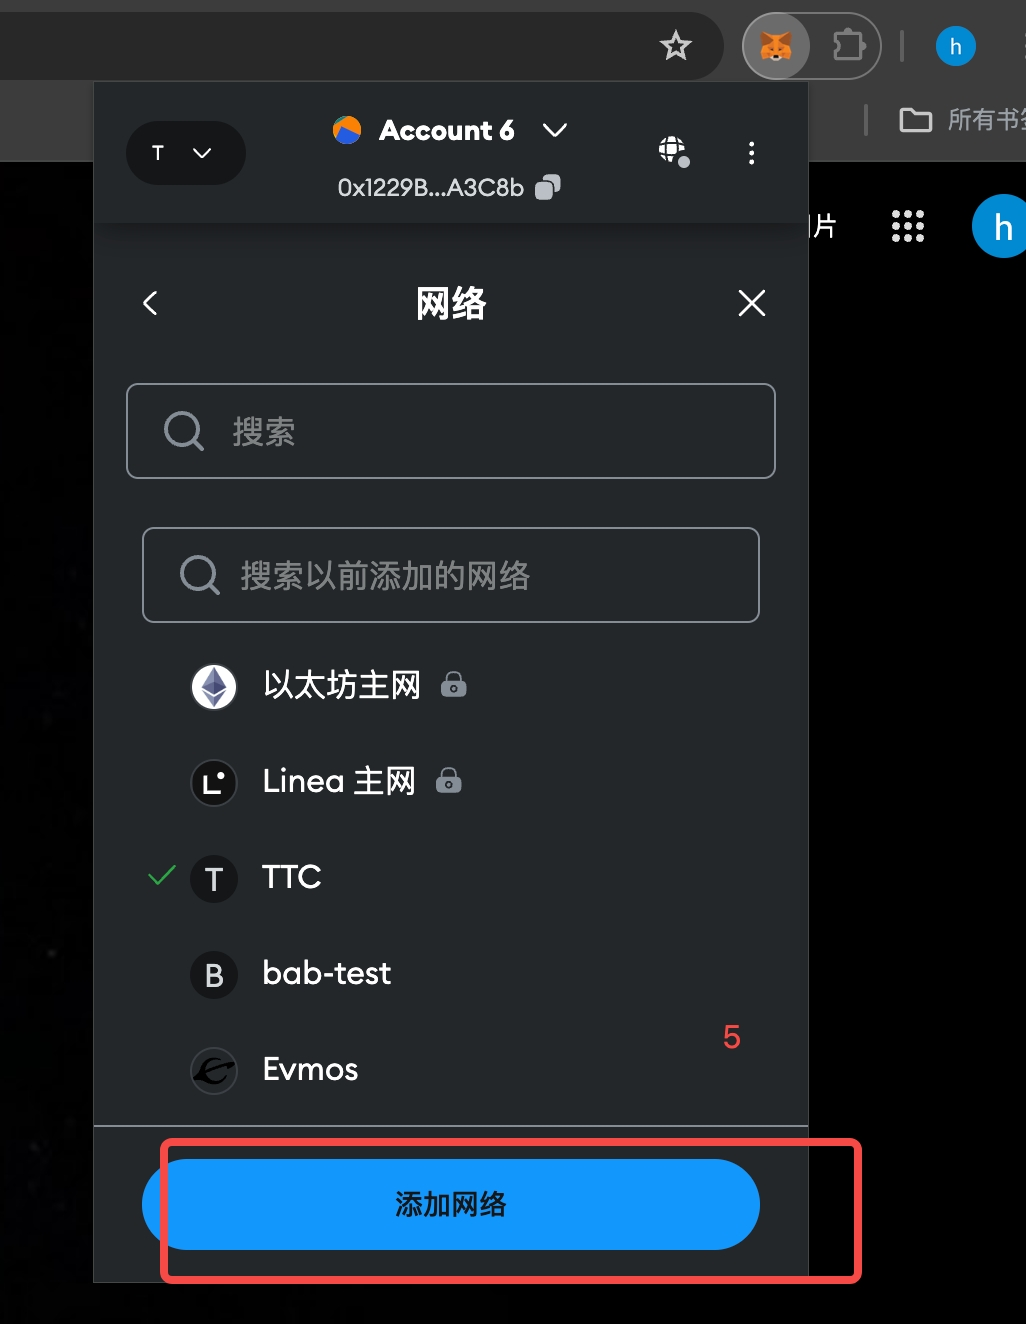 h
T
Account 6
所有书
0x1229B...A3C8b
片
h
网络
搜索
搜索以前添加的网络
以太坊主网
L
Linea 主网
T
TTC
B
bab-test
5
Evmos
添加网络